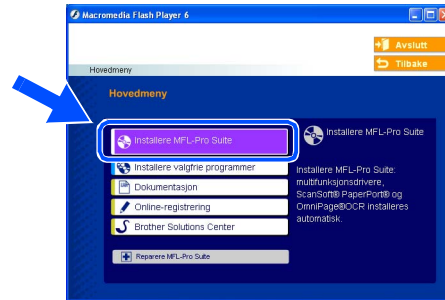 Macromedia Flash Player 6
Avslutt
Tilbake
Hovedmeny
Hovedmeny
Installere MFL-Pro Suite
Installere valgfrie programmer
Dokumentasjon
Online-registrering
Brother Solutions Center
Reparere MFL-Pro Suite
Installere MFL-Pro Suite
Installere MFL-Pro Suite:
multifunksjonsdrivere,
ScanSoft® PaperPort® og
OmniPage®OCR installeres
automatisk.